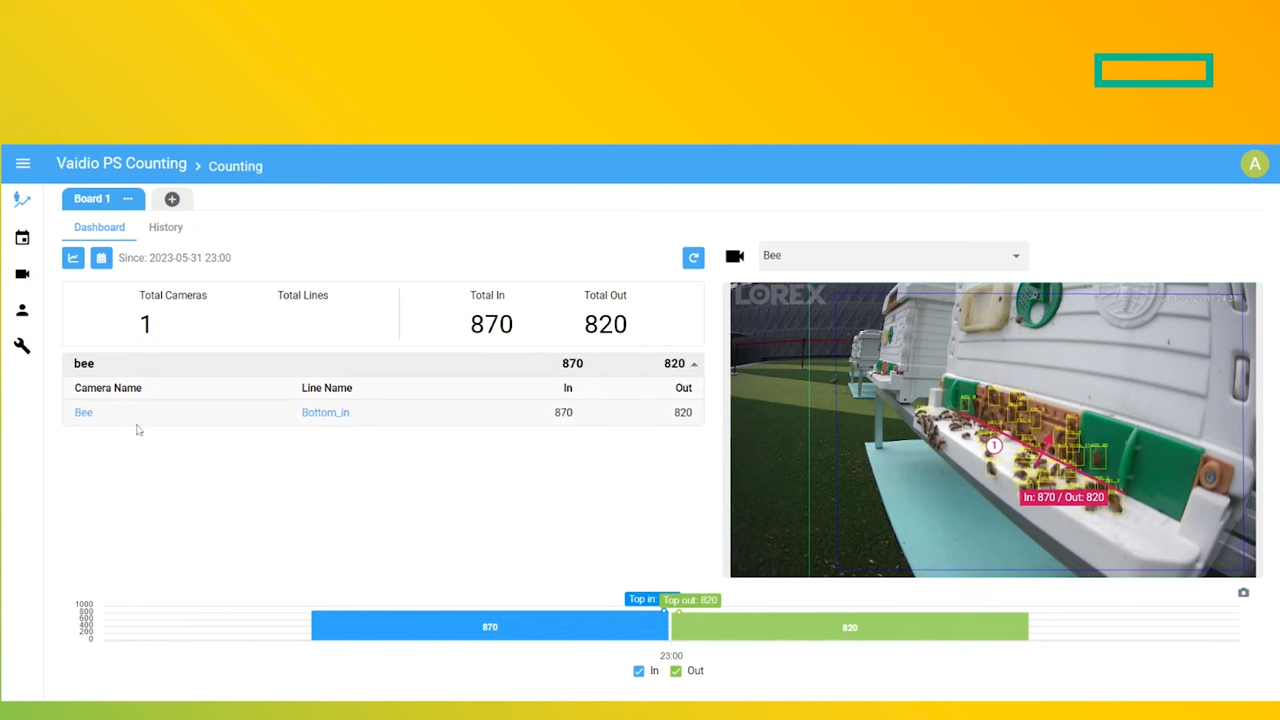 Vaidio PS Counting > Counting
A
Board 1 ...
Dashboard History
Since: 2023-05-31 23:00
Bee
Total Cameras Total Lines Total In Total Out
1 870 820
LOREX
bee 870 820
Camera Name Line Name In Out
Bee Bottom_in 870 820
1
In: 870 / Out: 820
Top in: Top out: 820
1000
800
600
400
200
0
870 820
23:00
In Out